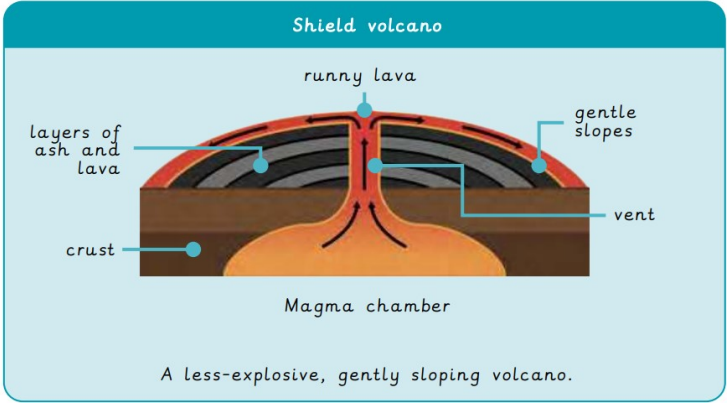 Shield volcano
runny lava
layers of
ash and
lava
gentle
slopes
vent
crust
Magma chamber
A less-explosive, gently sloping volcano.